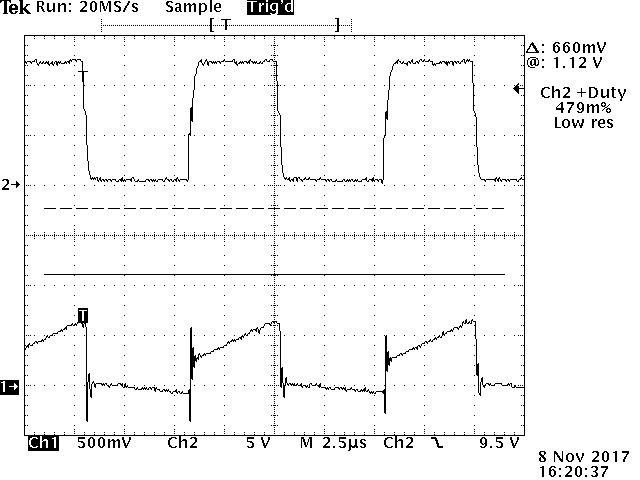 Tek Run: 20MS/s Sample Trig'd
[ T ]
Δ: 660mV
@: 1.12 V
T
Ch2 +Duty
479m%
Low res
2
T
1
Ch1 500mV Ch2 5 V M 2.5µs Ch2 9.5 V
8 Nov 2017
16:20:37